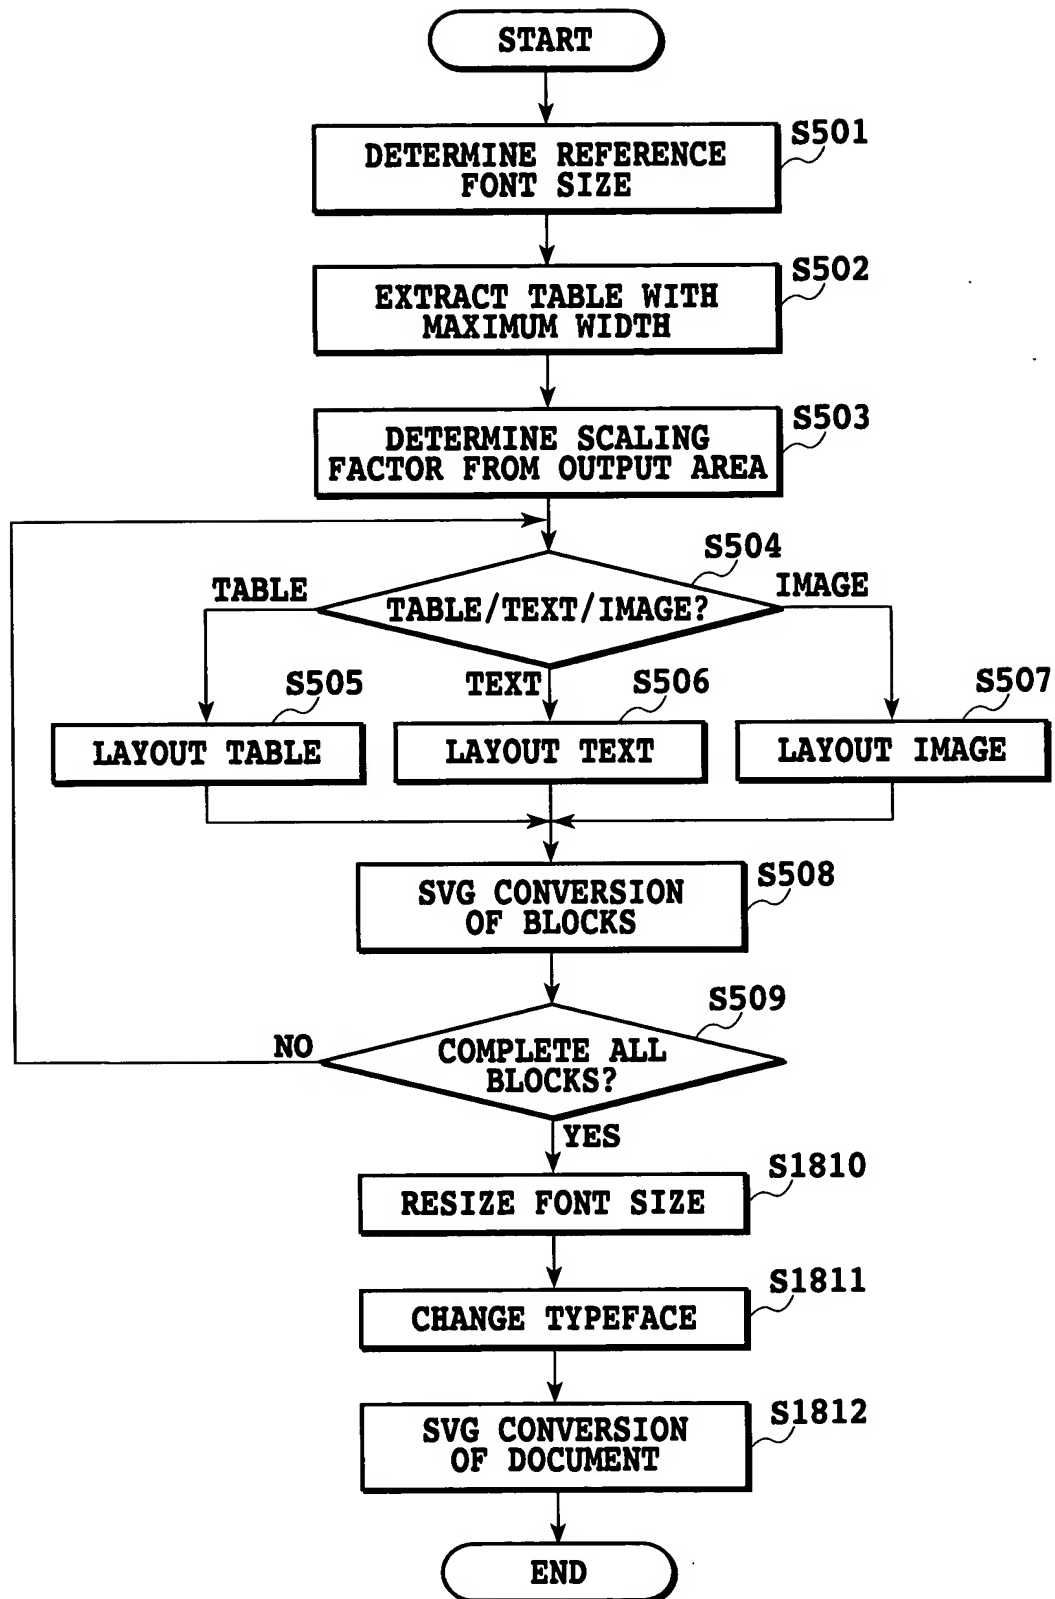 START
S501
DETERMINE REFERENCE
FONT SIZE
S502
EXTRACT TABLE WITH
MAXIMUM WIDTH
S503
DETERMINE SCALING
FACTOR FROM OUTPUT AREA
S504
TABLE
IMAGE
TABLE/TEXT/IMAGE?
S505
TEXT
S506
S507
LAYOUT TABLE
LAYOUT TEXT
LAYOUT IMAGE
S508
SVG CONVERSION
OF BLOCKS
S509
NO
COMPLETE ALL
BLOCKS?
YES
S1810
RESIZE FONT SIZE
S1811
CHANGE TYPEFACE
S1812
SVG CONVERSION
OF DOCUMENT
END